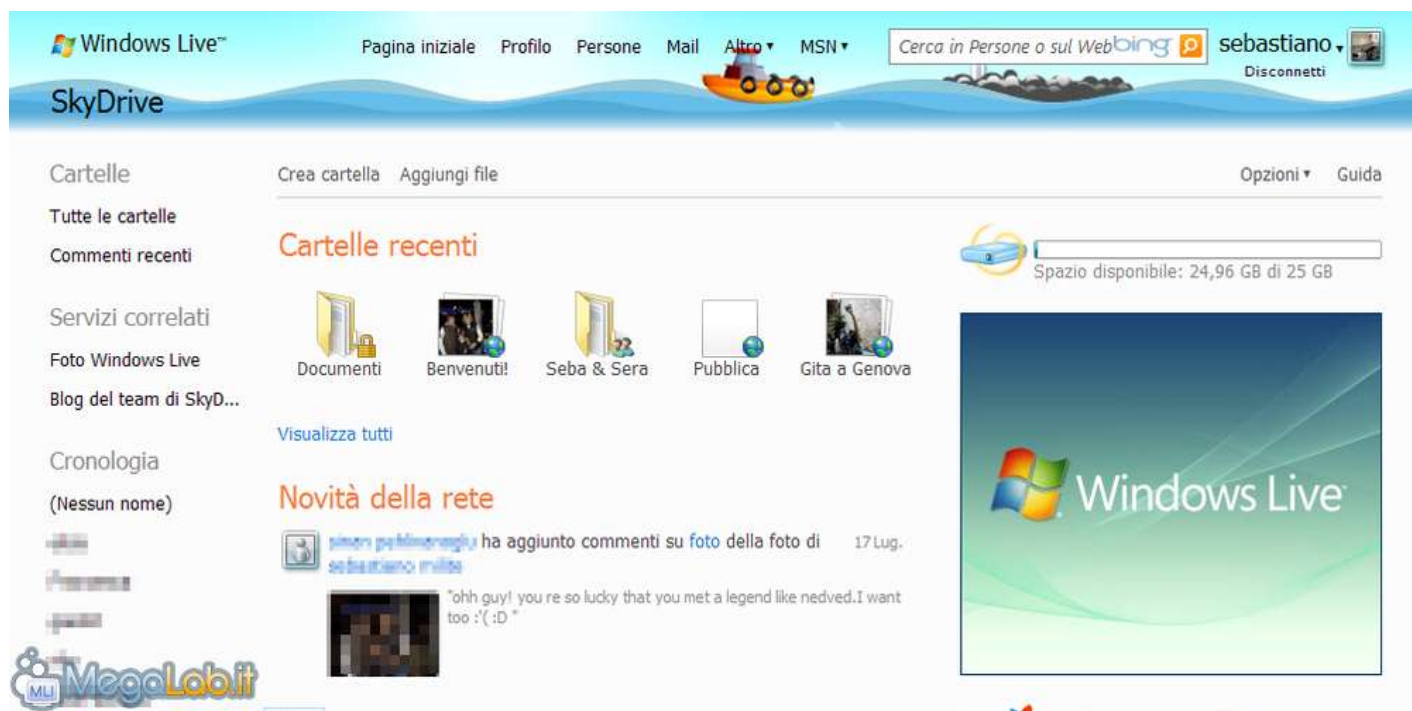 Windows Live™
Pagina iniziale Profilo Persone Mail Altro MSN
Cerca in Persone o sul Web bing
sebastiano
Disconnetti
SkyDrive
Cartelle
Tutte le cartelle
Commenti recenti
Servizi correlati
Foto Windows Live
Blog del team di SkyD...
Cronologia
(Nessun nome)
Crea cartella Aggiungi file
Opzioni Guida
Cartelle recenti
Documenti Benvenuti! Seba & Sera Pubblica Gita a Genova
Visualizza tutti
Novità della rete
ha aggiunto commenti su foto della foto di 17 Lug.
"ohh guy! you re so lucky that you met a legend like nedved.I want
too :'( :D "
Spazio disponibile: 24,96 GB di 25 GB
Windows Live
MLI MegaLab.it